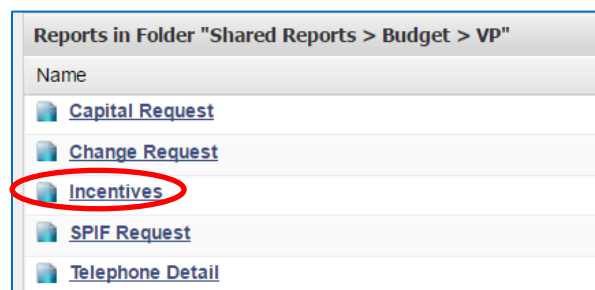 Reports in Folder "Shared Reports > Budget > VP"
Name
Capital Request
Change Request
Incentives
SPIF Request
Telephone Detail